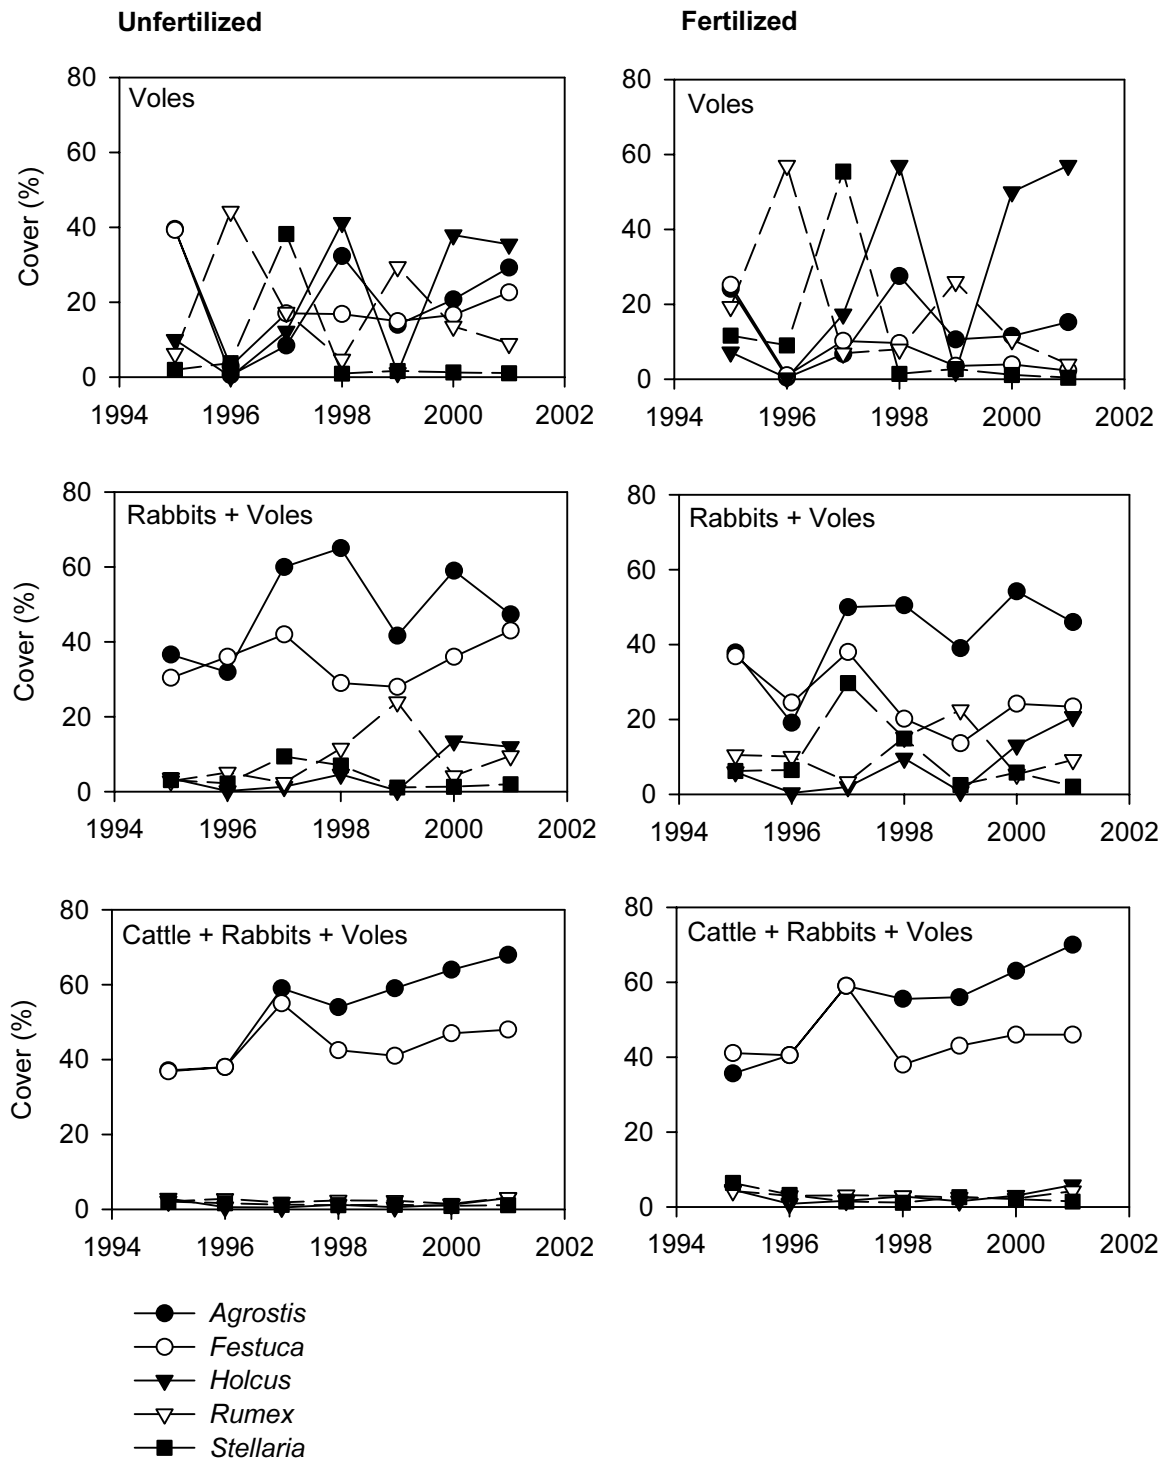 Unfertilized
Fertilized
Voles
80
60
40
20
0
Cover (%)
1994 1996 1998 2000 2002
Voles
80
60
40
20
0
1994 1996 1998 2000 2002
Rabbits + Voles
80
60
40
20
0
Cover (%)
1994 1996 1998 2000 2002
Rabbits + Voles
80
60
40
20
0
1994 1996 1998 2000 2002
Cattle + Rabbits + Voles
80
60
40
20
0
Cover (%)
1994 1996 1998 2000 2002
Cattle + Rabbits + Voles
80
60
40
20
0
1994 1996 1998 2000 2002
Agrostis
Festuca
Holcus
Rumex
Stellaria